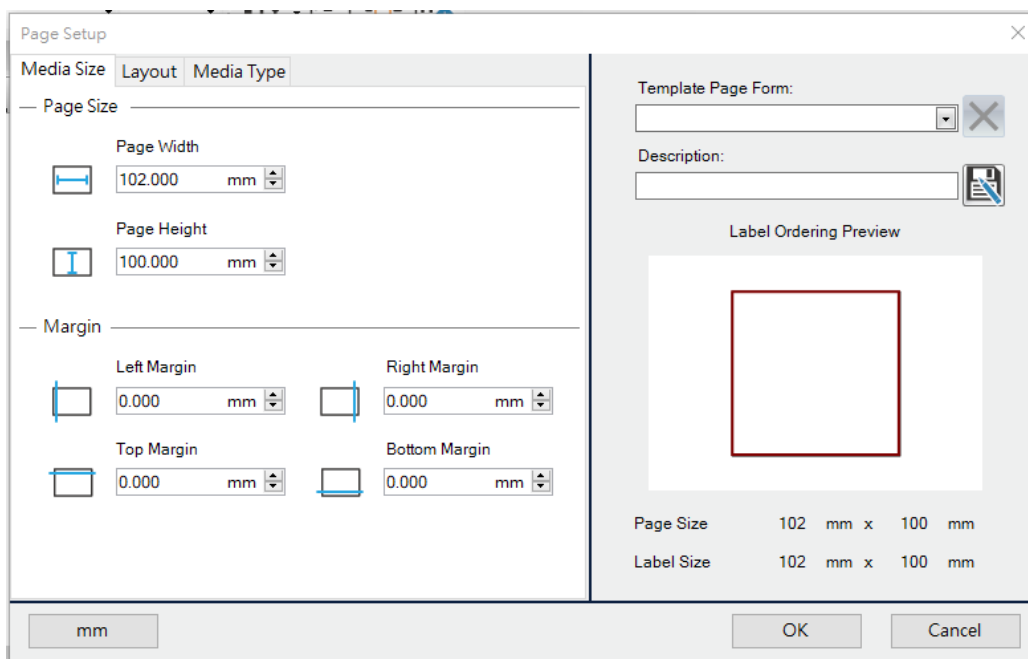 Page Setup
Media Size Layout Media Type
Page Size
Page Width
102.000 mm
Page Height
100.000 mm
Margin
Left Margin Right Margin
0.000 mm 0.000 mm
Top Margin Bottom Margin
0.000 mm 0.000 mm
Template Page Form:
Description:
Label Ordering Preview
Page Size 102 mm x 100 mm
Label Size 102 mm x 100 mm
mm OK Cancel